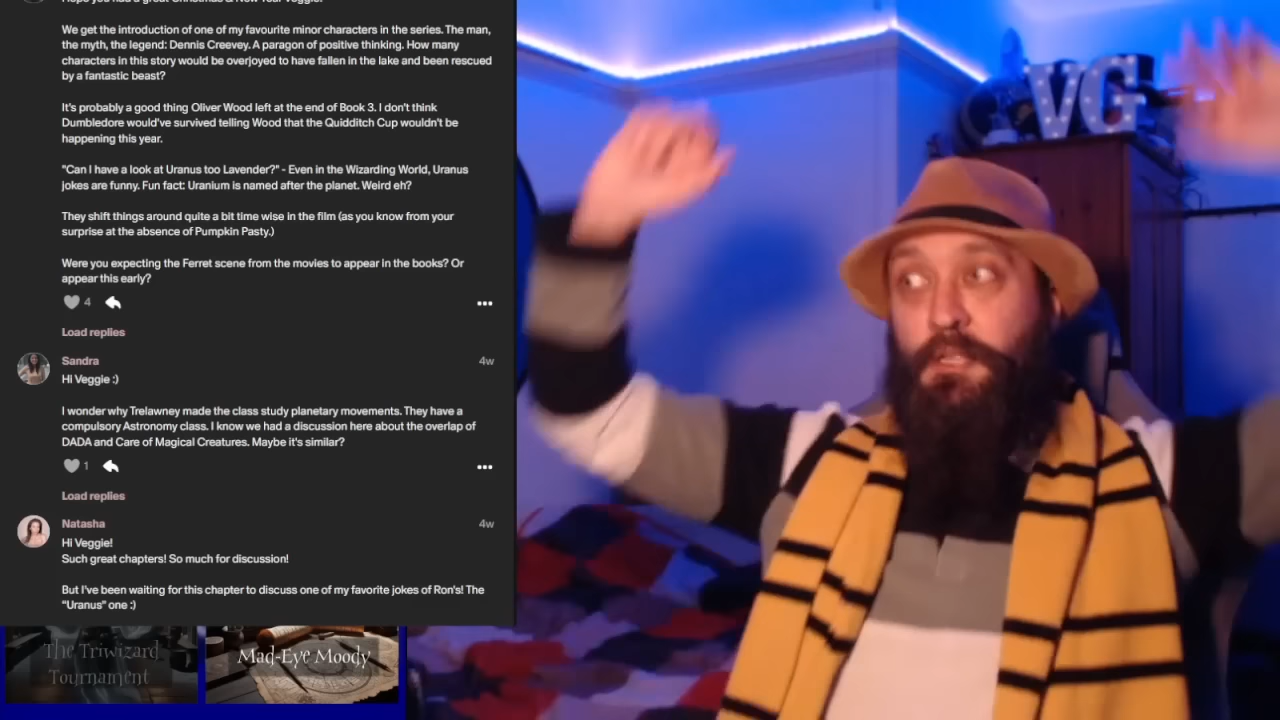 Hope you had a great Christmas & New Year Veggie!
We get the introduction of one of my favourite minor characters in the series. The man,
the myth, the legend: Dennis Creevey. A paragon of positive thinking. How many
characters in this story would be overjoyed to have fallen in the lake and been rescued
by a fantastic beast?
It's probably a good thing Oliver Wood left at the end of Book 3. I don't think
Dumbledore would've survived telling Wood that the Quidditch Cup wouldn't be
happening this year.
"Can I have a look at Uranus too Lavender?" - Even in the Wizarding World, Uranus
jokes are funny. Fun fact: Uranium is named after the planet. Weird eh?
They shift things around quite a bit time wise in the film (as you know from your
surprise at the absence of Pumpkin Pasty.)
Were you expecting the Ferret scene from the movies to appear in the books? Or
appear this early?
4
Load replies
Sandra 4w
Hi Veggie :)
I wonder why Trelawney made the class study planetary movements. They have a
compulsory Astronomy class. I know we had a discussion here about the overlap of
DADA and Care of Magical Creatures. Maybe it's similar?
1
Load replies
Natasha 4w
Hi Veggie!
Such great chapters! So much for discussion!
But I've been waiting for this chapter to discuss one of my favorite jokes of Ron's! The
"Uranus" one :)
The Triwizard
Tournament
Mad-Eye Moody
VG